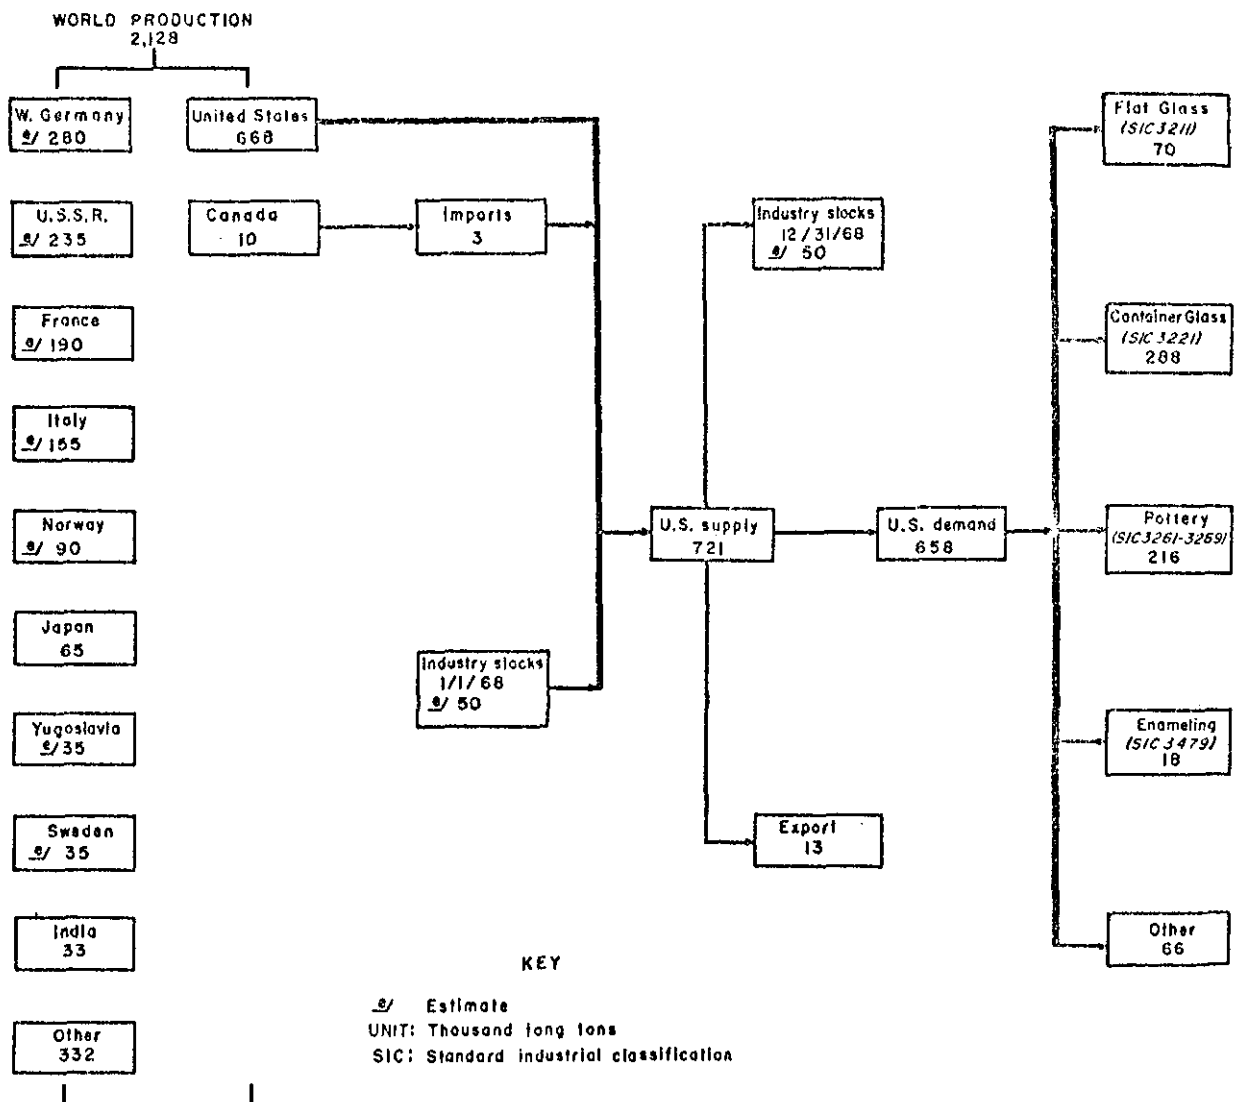 WORLD PRODUCTION
2,128
W. Germany
e/ 280
United States
668
U.S.S.R.
e/ 235
Canada
10
Imports
3
France
e/ 190
Italy
e/ 155
Norway
e/ 90
Japan
65
Yugoslavia
e/ 35
Sweden
e/ 35
India
33
Other
332
Industry stocks
1/1/68
e/ 50
U.S. supply
721
Industry stocks
12/31/68
e/ 50
Export
13
U.S. demand
658
Flat Glass
(SIC 3211)
70
Container Glass
(SIC 3221)
288
Pottery
(SIC3261-3269)
216
Enameling
(SIC 3479)
18
Other
66
KEY
e/ Estimate
UNIT: Thousand long tons
SIC: Standard industrial classification